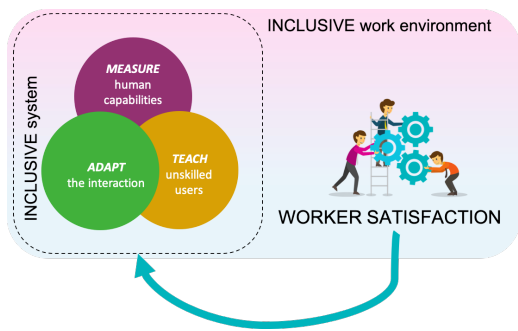 INCLUSIVE work environment
INCLUSIVE system
MEASURE
human
capabilities
ADAPT
the interaction
TEACH
unskilled
users
WORKER SATISFACTION